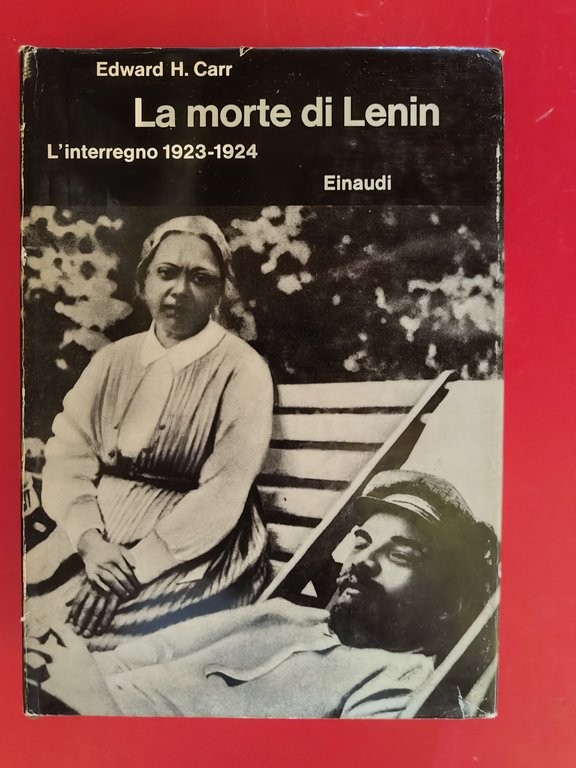 Edward H. Carr
La morte di Lenin
L'interregno 1923-1924
Einaudi